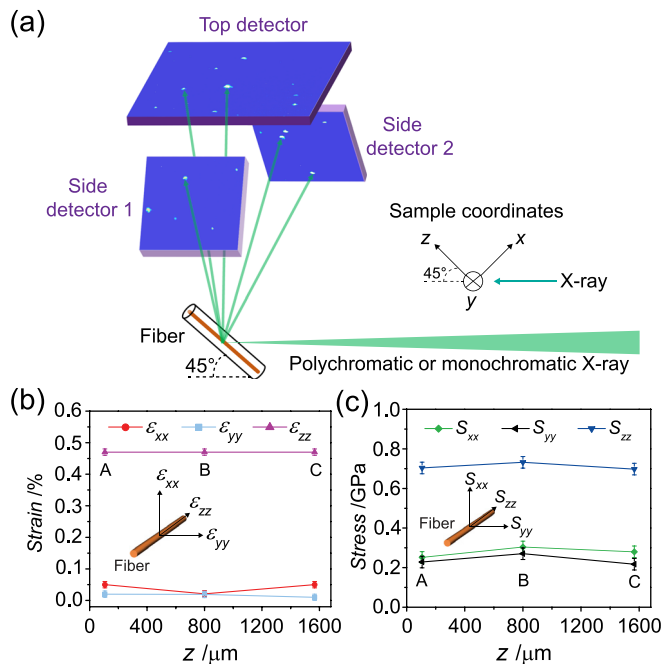 (a)
Top detector
Side
detector 2
Side
detector 1
Sample coordinates
z
x
45°
y
X-ray
Fiber
45°
Polychromatic or monochromatic X-ray
(b)
0.6
0.5
0.4
0.3
0.2
0.1
0.0
Strain /%
εxx
εyy
εzz
A
B
C
εxx
εzz
εyy
Fiber
0
400
800
1200
1600
z /μm
(c)
1.0
0.8
0.6
0.4
0.2
0.0
Stress /GPa
Sxx
Syy
Szz
Sxx
Szz
Syy
Fiber
A
B
C
0
400
800
1200
1600
z /μm